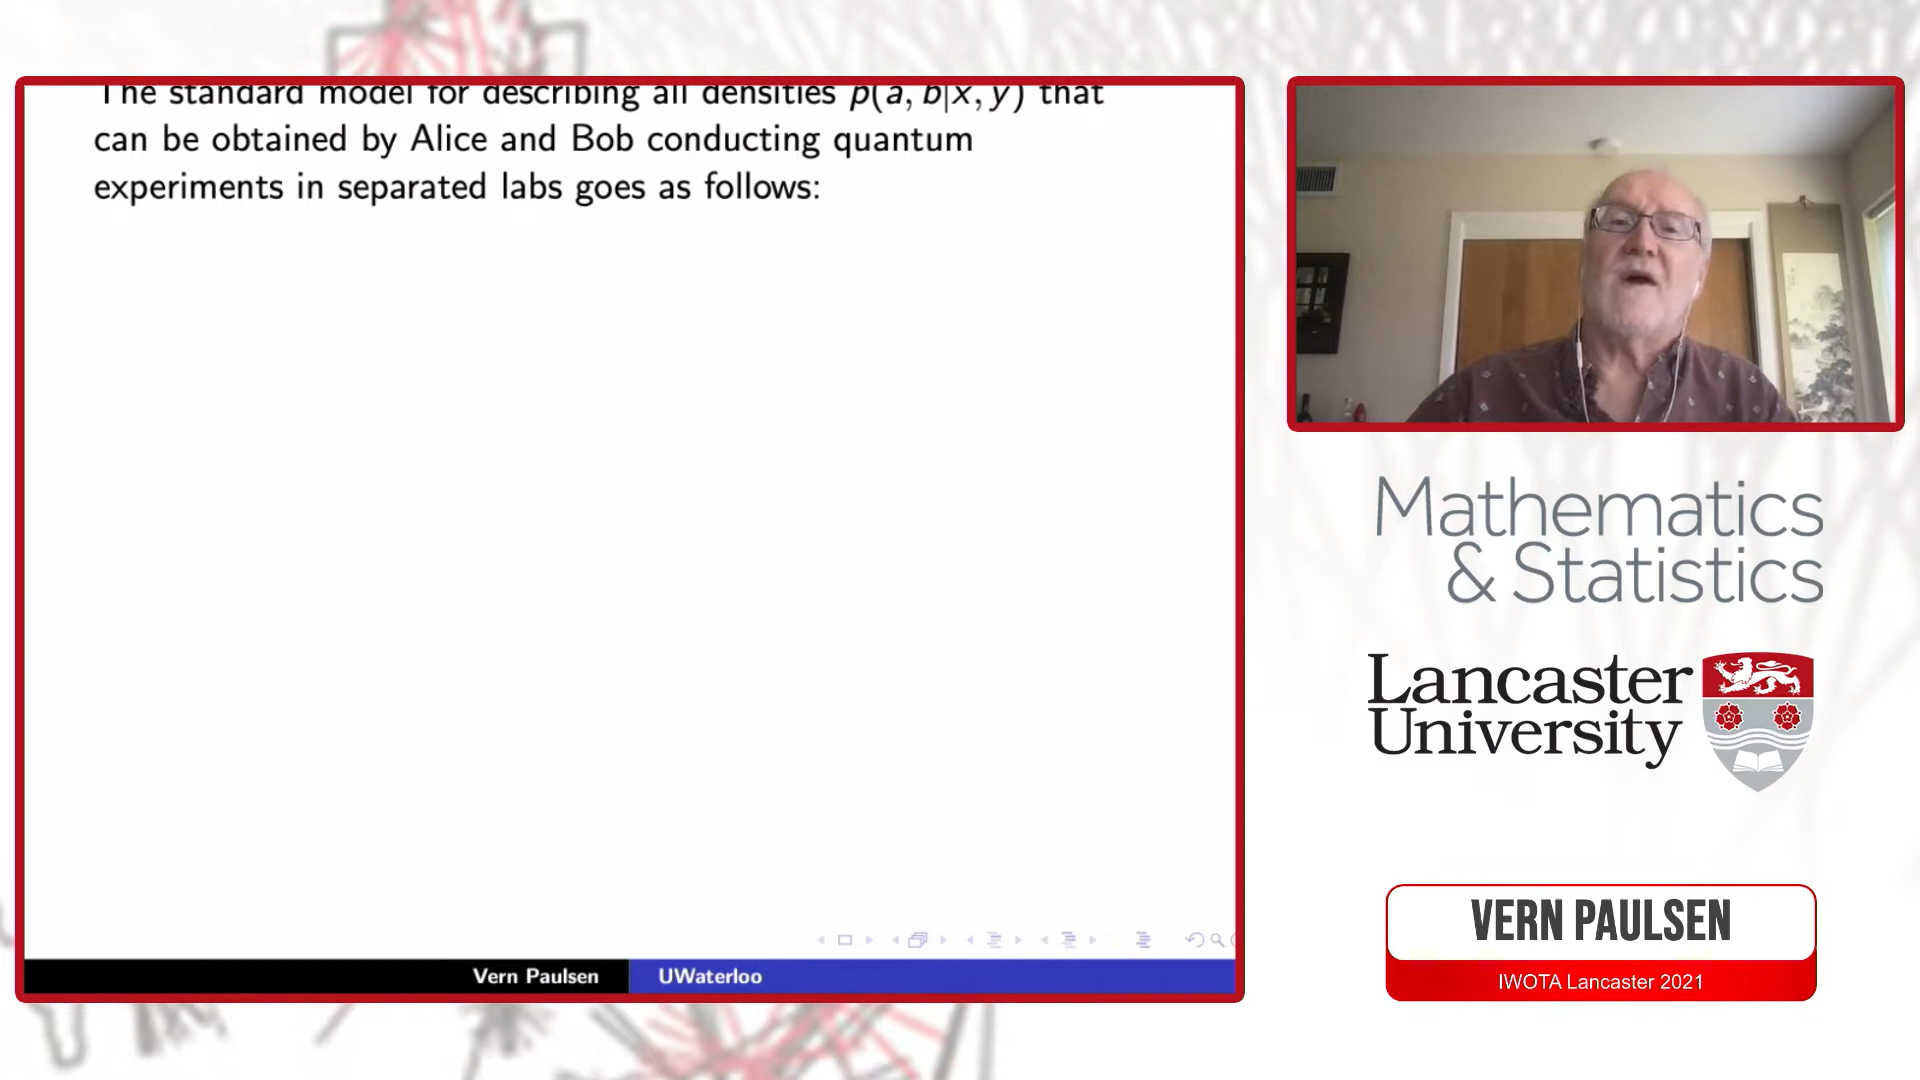 The standard model for describing all densities p(a, b|x, y) that
can be obtained by Alice and Bob conducting quantum
experiments in separated labs goes as follows:
Vern Paulsen UWaterloo
Mathematics
& Statistics
Lancaster
University
VERN PAULSEN
IWOTA Lancaster 2021